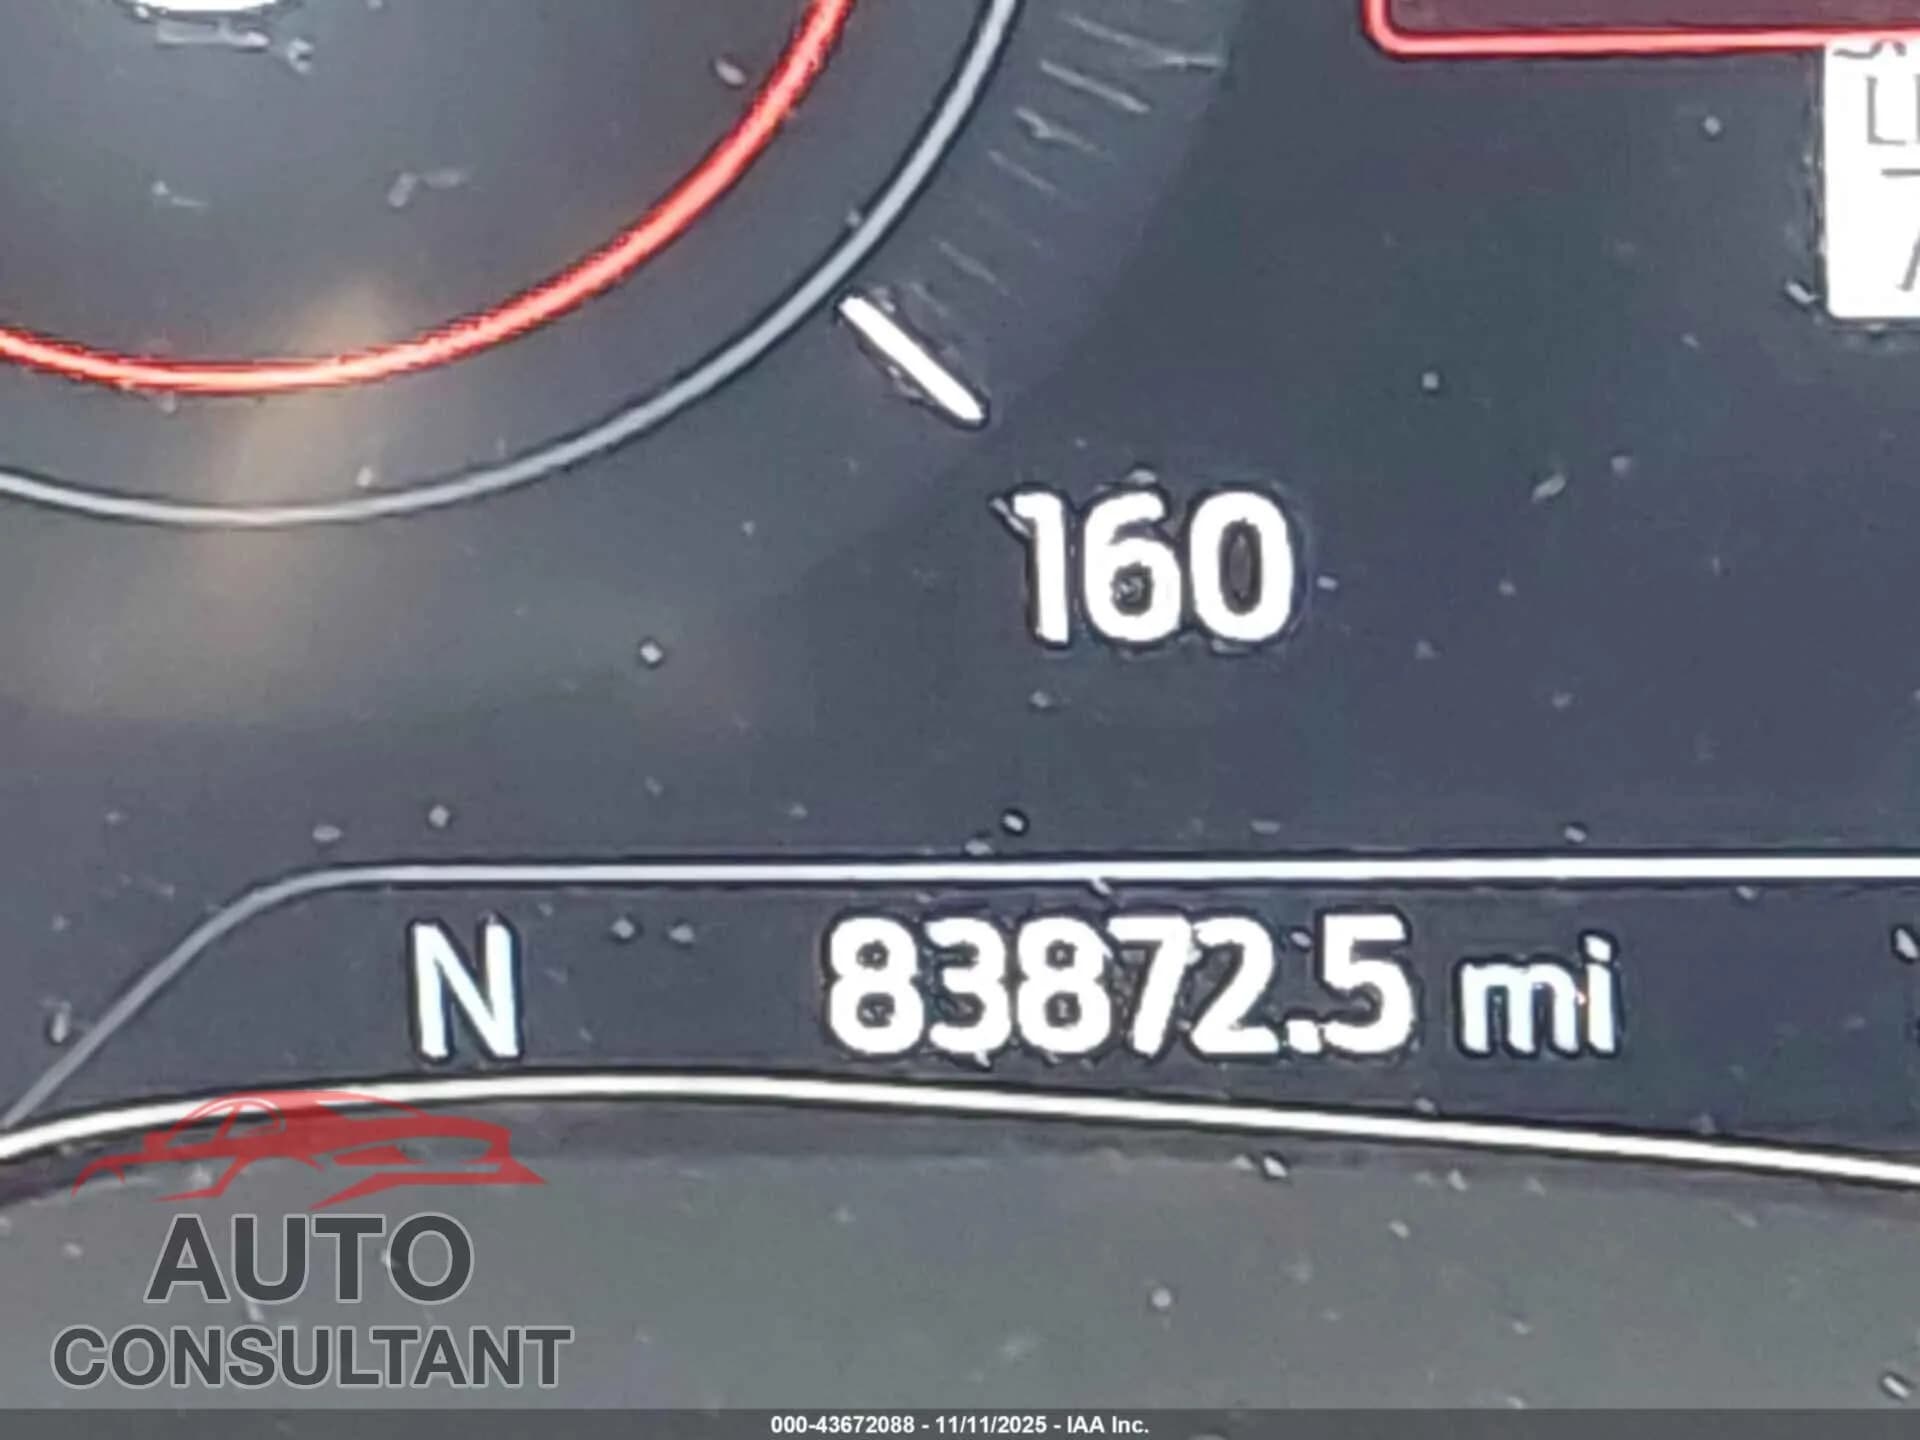 160
N 83872.5 mi
AUTO
CONSULTANT
000-43672088 - 11/11/2025 - IAA Inc.